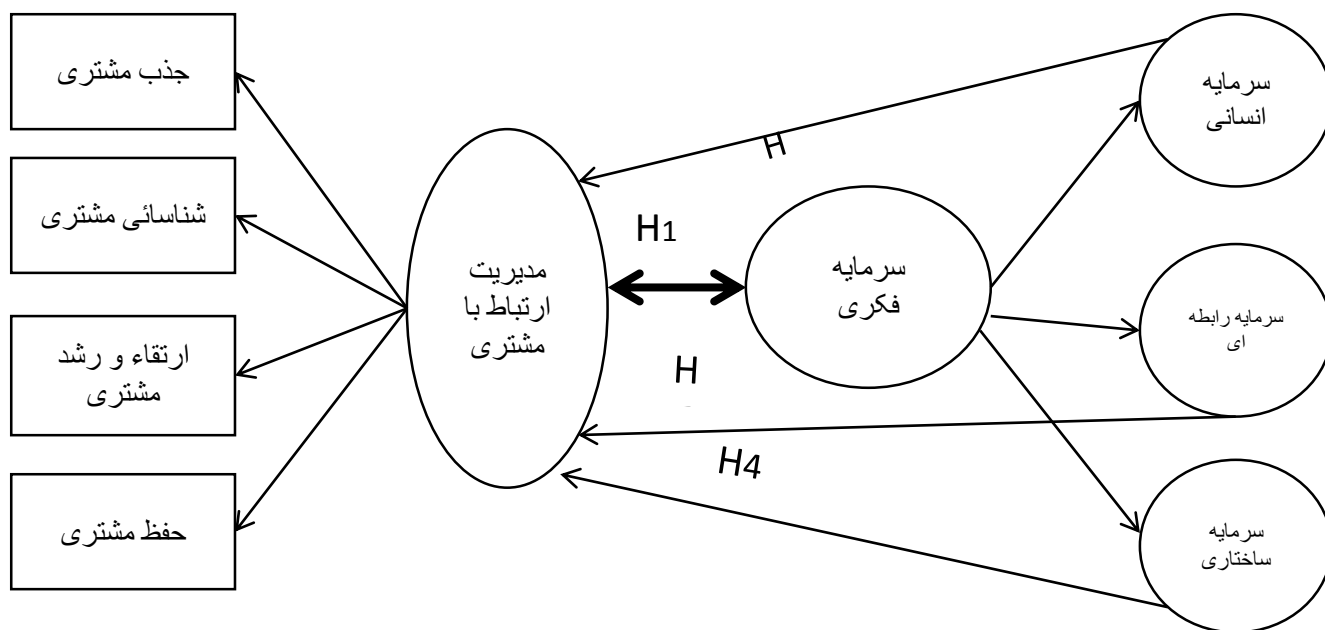 سرمایه
انسانی
جذب مشتری
H
شناسائی مشتری
H1
سرمایه
فکری
مدیریت
ارتباط با
مشتری
سرمایه رابطه
ای
ارتقاء و رشد
مشتری
H
H4
حفظ مشتری
سرمایه
ساختاری